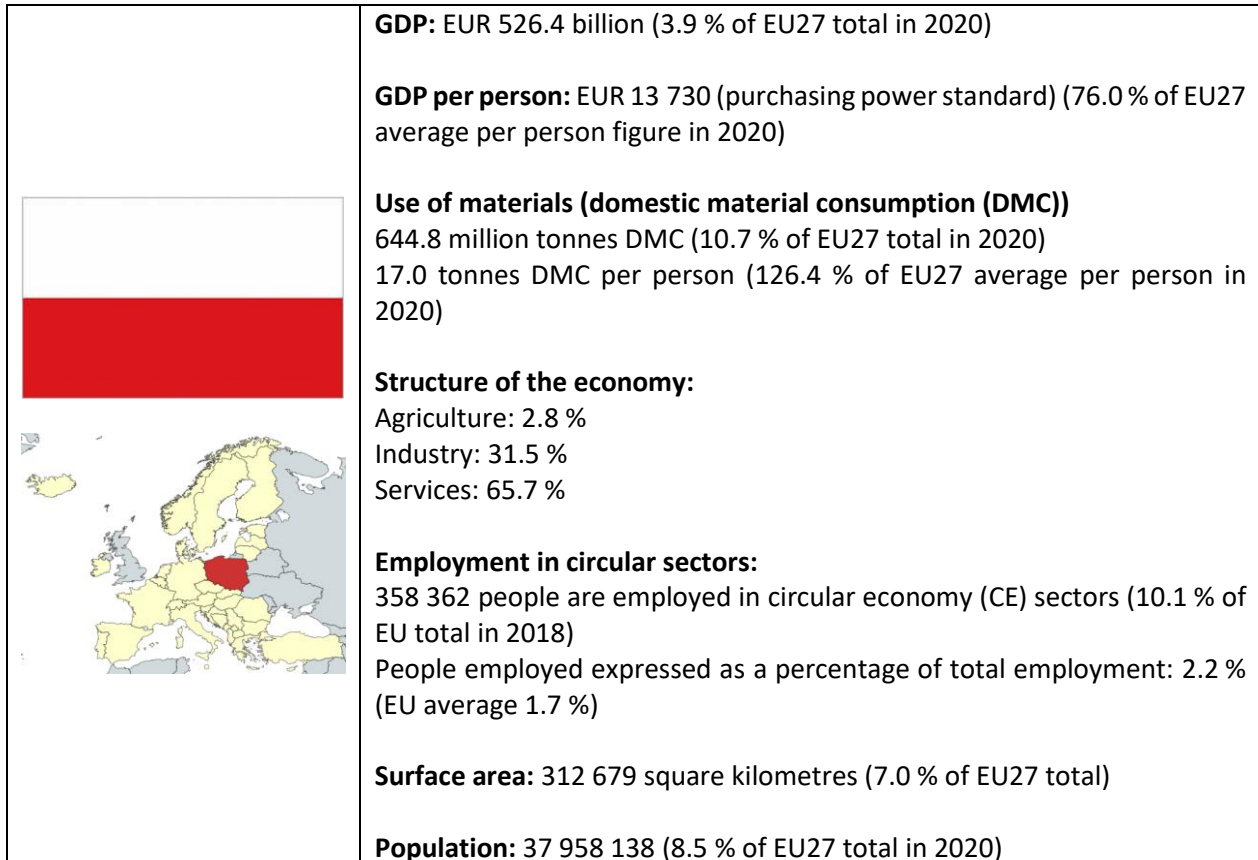 GDP: EUR 526.4 billion (3.9 % of EU27 total in 2020)
GDP per person: EUR 13 730 (purchasing power standard) (76.0 % of EU27
average per person figure in 2020)
Use of materials (domestic material consumption (DMC))
644.8 million tonnes DMC (10.7 % of EU27 total in 2020)
17.0 tonnes DMC per person (126.4 % of EU27 average per person in
2020)
Structure of the economy:
Agriculture: 2.8 %
Industry: 31.5 %
Services: 65.7 %
Employment in circular sectors:
358 362 people are employed in circular economy (CE) sectors (10.1 % of
EU total in 2018)
People employed expressed as a percentage of total employment: 2.2 %
(EU average 1.7 %)
Surface area: 312 679 square kilometres (7.0 % of EU27 total)
Population: 37 958 138 (8.5 % of EU27 total in 2020)